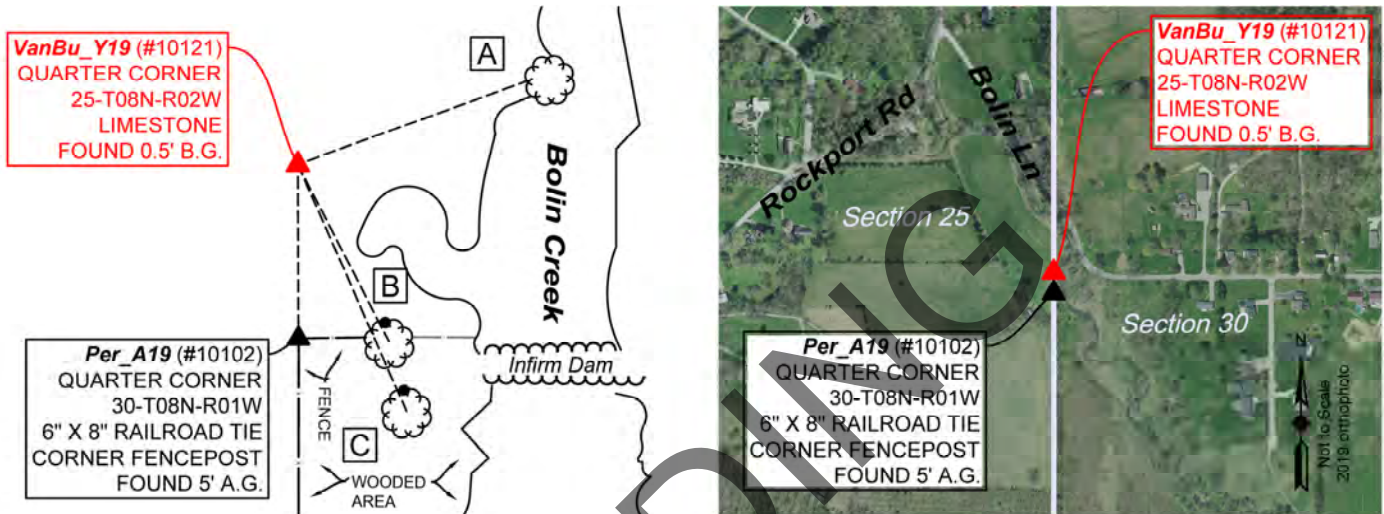 VanBu_Y19 (#10121)
QUARTER CORNER
25-T08N-R02W
LIMESTONE
FOUND 0.5' B.G.
A
B
C
Bolin Creek
Infirm Dam
FENCE
WOODED
AREA
Per_A19 (#10102)
QUARTER CORNER
30-T08N-R01W
6" X 8" RAILROAD TIE
CORNER FENCEPOST
FOUND 5' A.G.
VanBu_Y19 (#10121)
QUARTER CORNER
25-T08N-R02W
LIMESTONE
FOUND 0.5' B.G.
Rockport Rd
Bolin Ln
Section 25
Section 30
Per_A19 (#10102)
QUARTER CORNER
30-T08N-R01W
6" X 8" RAILROAD TIE
CORNER FENCEPOST
FOUND 5' A.G.
N
Not to Scale
2019 orthophoto
DING